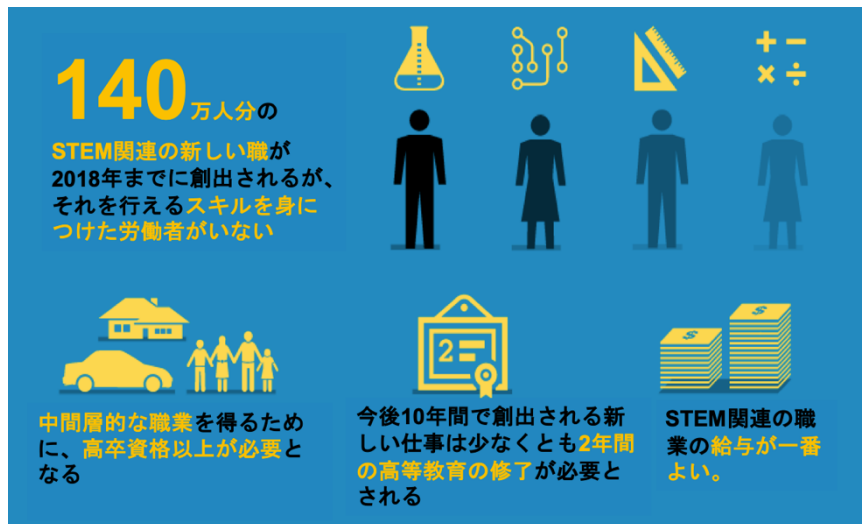 140万人分の
STEM関連の新しい職が
2018年までに創出されるが、
それを行えるスキルを身に
つけた労働者がいない
+ −
× ÷
2
$
$
中間層的な職業を得るため
に、高卒資格以上が必要と
なる
今後10年間で創出される新
しい仕事は少なくとも2年間
の高等教育の修了が必要と
される
STEM関連の職
業の給与が一番
よい。